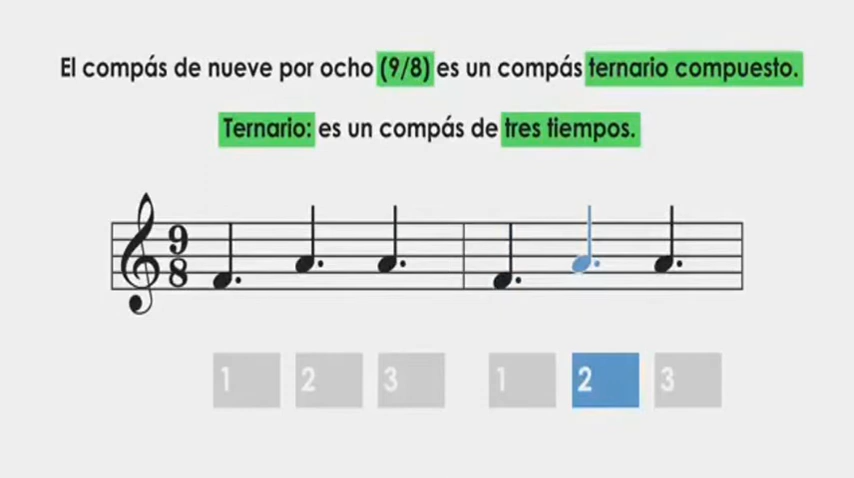 El compás de nueve por ocho (9/8) es un compás ternario compuesto.
Ternario: es un compás de tres tiempos.
9
8
1 2 3 1 2 3